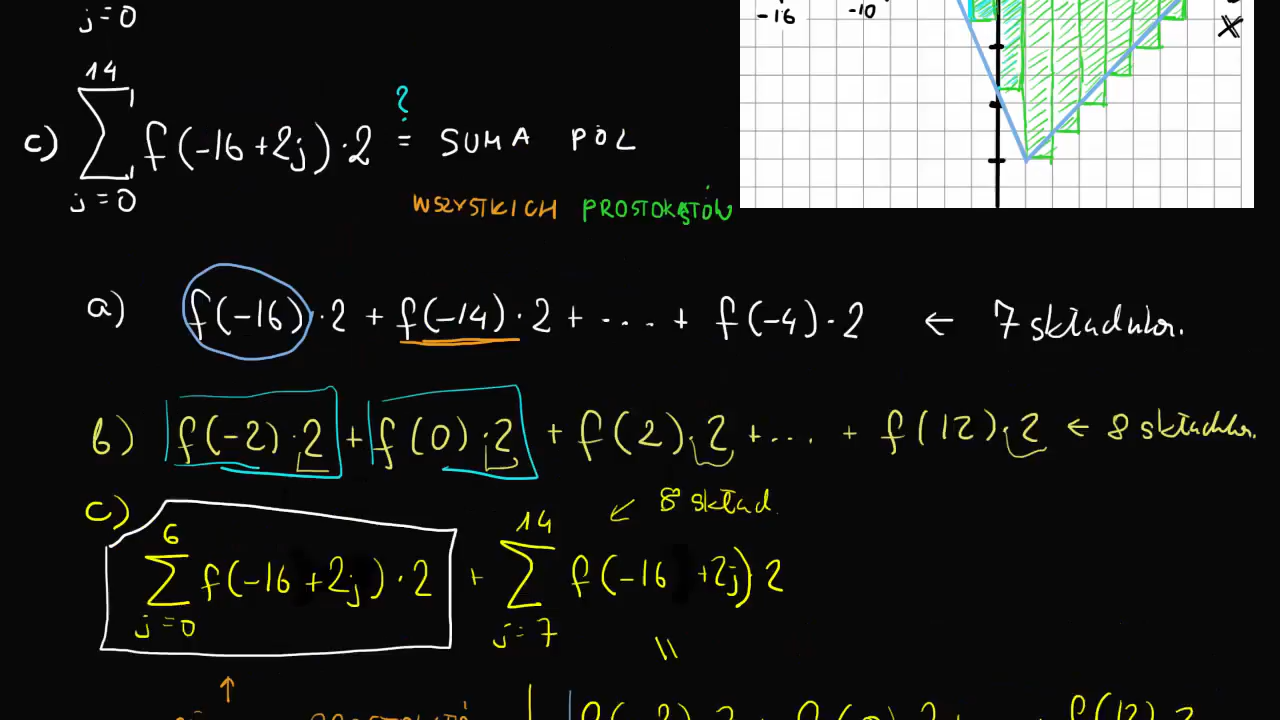 j=0
-16 -10
x
14
c) Σ f(-16+2j)·2 = SUMA PÓL
?
j=0
WSZYSTKICH PROSTOKĄTÓW
a) f(-16)·2 + f(-14)·2 + .... + f(-4)·2 ← 7 składników.
b) f(-2)·2 + f(0)·2 + f(2)·2 + ... + f(12)·2 ← 8 składników.
c) ← 8 skład.
6 14
Σ f(-16+2j)·2 + Σ f(-16+2j)2
j=0 j=7
||
↑